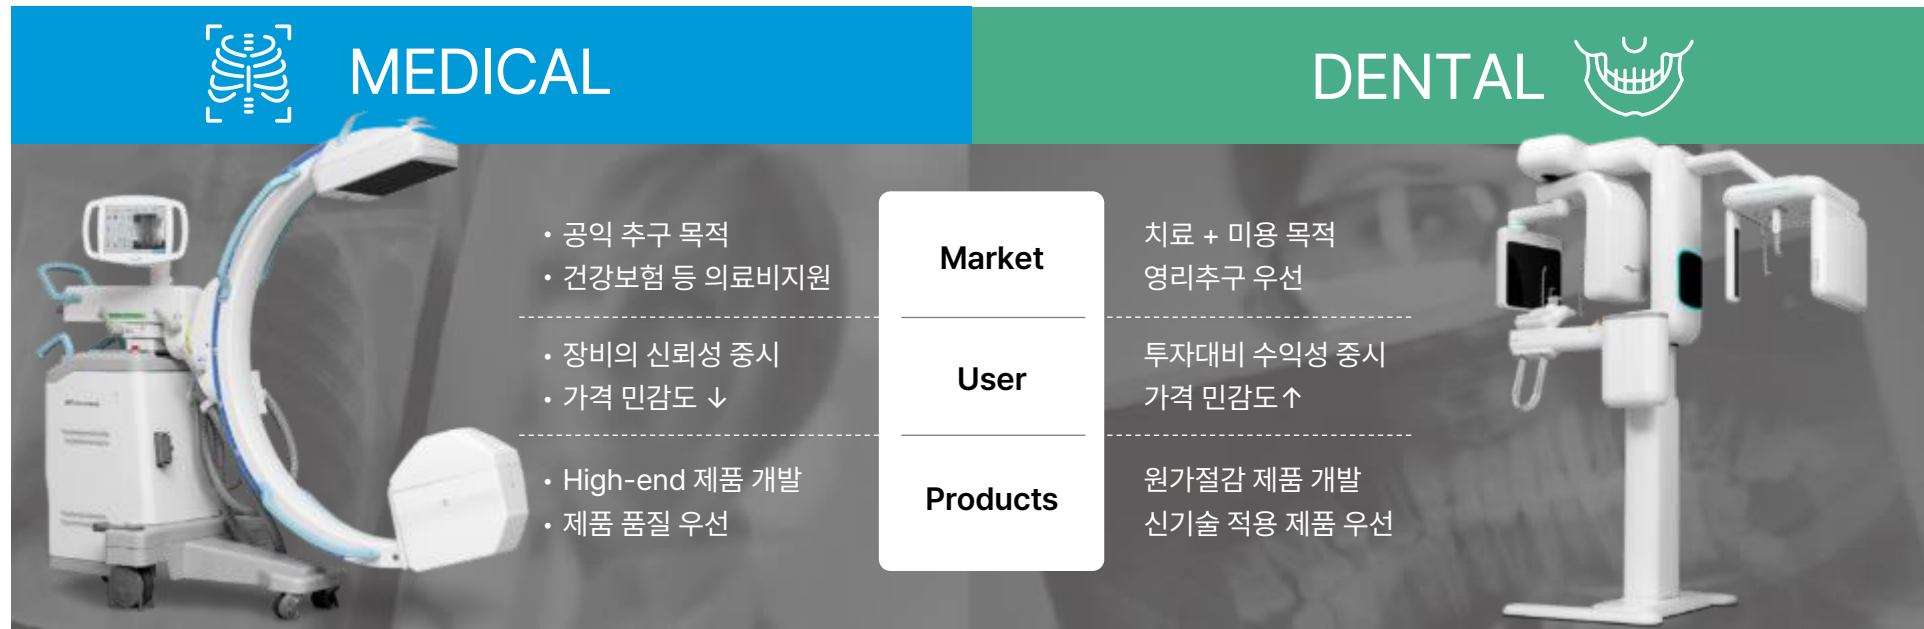 MEDICAL
DENTAL
• 공익 추구 목적
• 건강보험 등 의료비지원
Market
치료 + 미용 목적
영리추구 우선
• 장비의 신뢰성 중시
• 가격 민감도 ↓
User
투자대비 수익성 중시
가격 민감도↑
• High-end 제품 개발
• 제품 품질 우선
Products
원가절감 제품 개발
신기술 적용 제품 우선